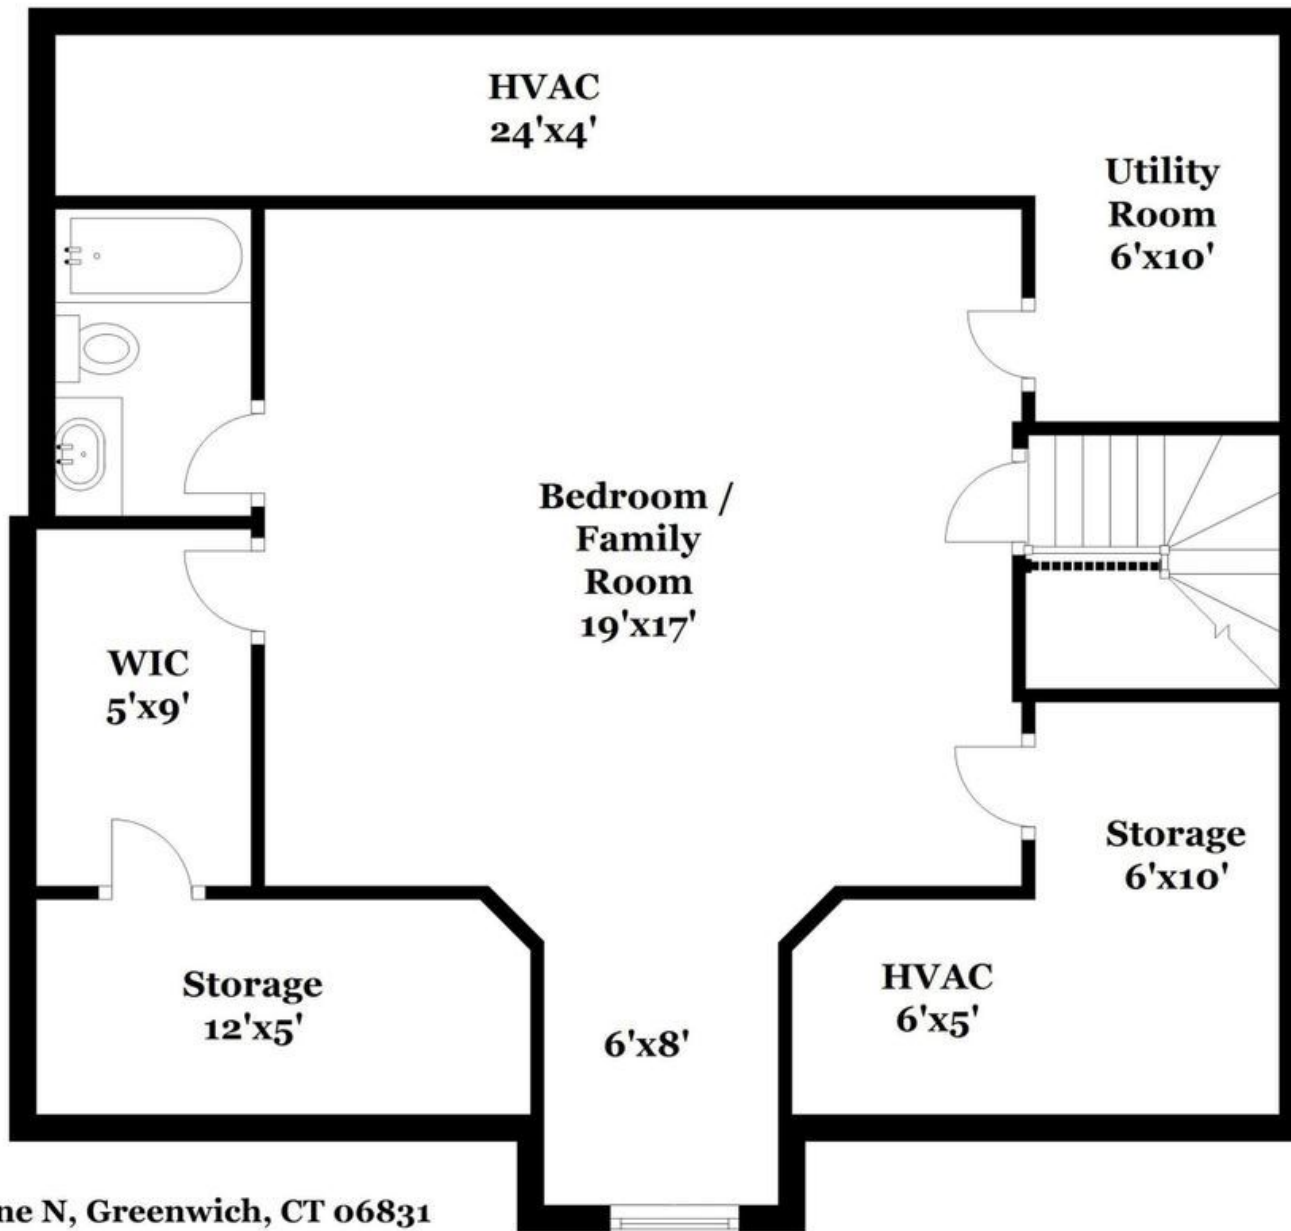 HVAC
24'x4'
Utility
Room
6'x10'
Bedroom /
Family
Room
19'x17'
WIC
5'x9'
Storage
6'x10'
Storage
12'x5'
HVAC
6'x5'
6'x8'
N, Greenwich, CT 06831